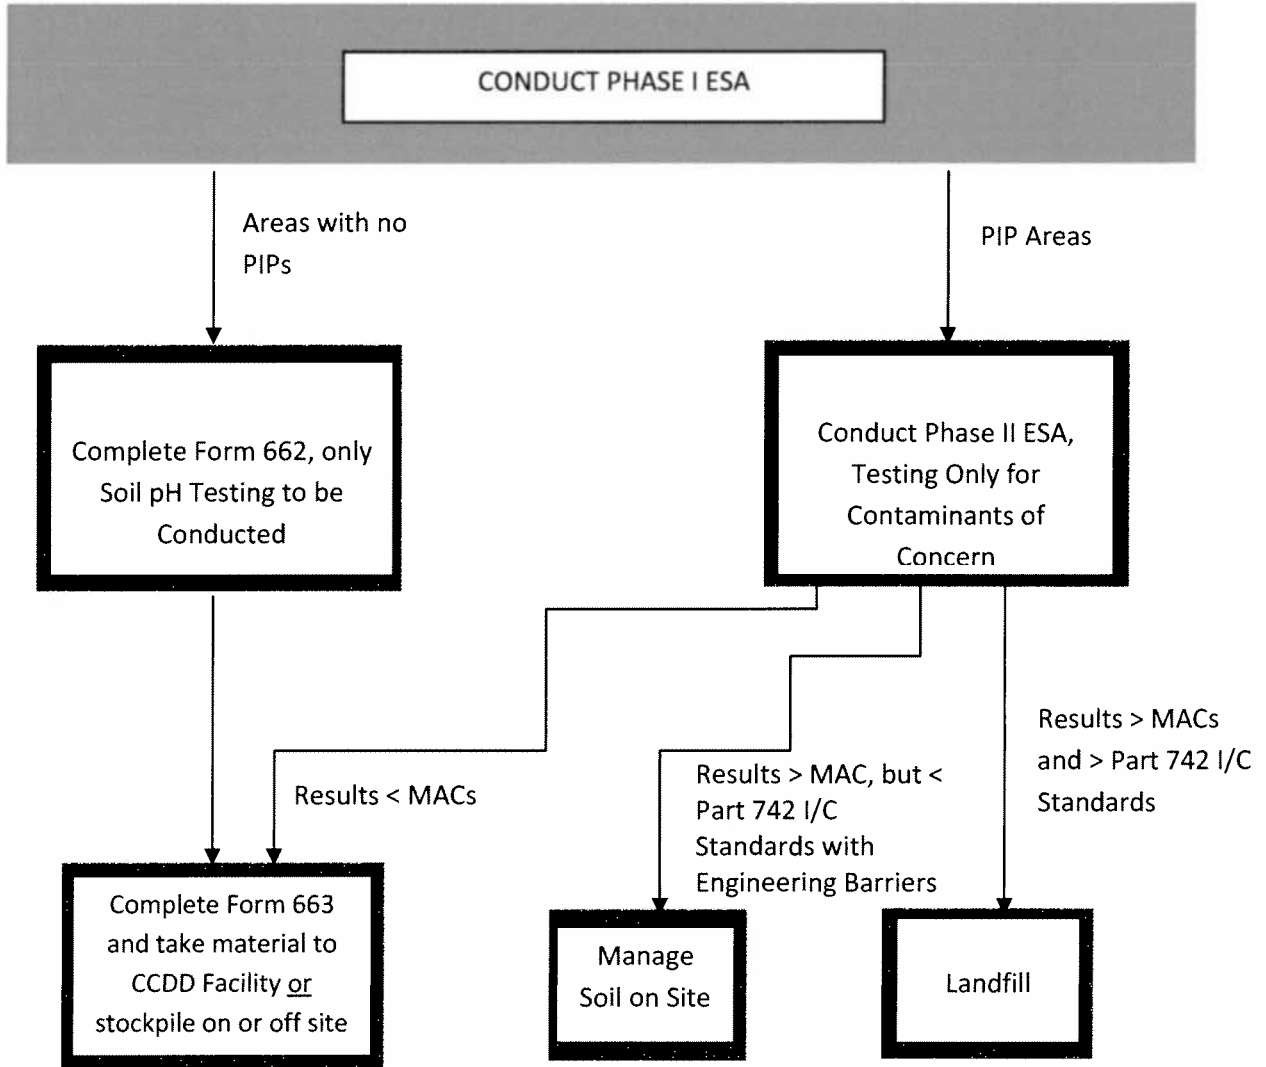 CONDUCT PHASE I ESA
Areas with no
PIPs
PIP Areas
Complete Form 662, only
Soil pH Testing to be
Conducted
Conduct Phase II ESA,
Testing Only for
Contaminants of
Concern
Results < MACs
Results > MAC, but <
Part 742 I/C
Standards with
Engineering Barriers
Results > MACs
and > Part 742 I/C
Standards
Complete Form 663
and take material to
CCDD Facility or
stockpile on or off site
Manage
Soil on Site
Landfill